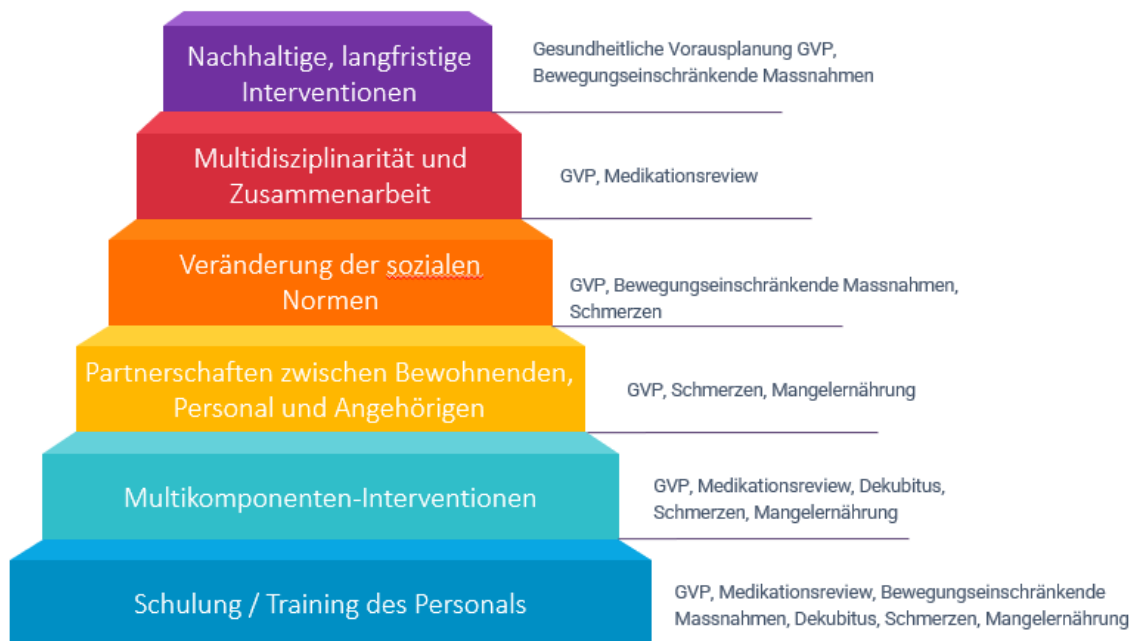 Nachhaltige, langfristige
Interventionen
Gesundheitliche Vorausplanung GVP,
Bewegungseinschränkende Massnahmen
Multidisziplinarität und
Zusammenarbeit
GVP, Medikationsreview
Veränderung der sozialen
Normen
GVP, Bewegungseinschränkende Massnahmen,
Schmerzen
Partnerschaften zwischen Bewohnenden,
Personal und Angehörigen
GVP, Schmerzen, Mangelernährung
Multikomponenten-Interventionen
GVP, Medikationsreview, Dekubitus,
Schmerzen, Mangelernährung
Schulung / Training des Personals
GVP, Medikationsreview, Bewegungseinschränkende
Massnahmen, Dekubitus, Schmerzen, Mangelernährung